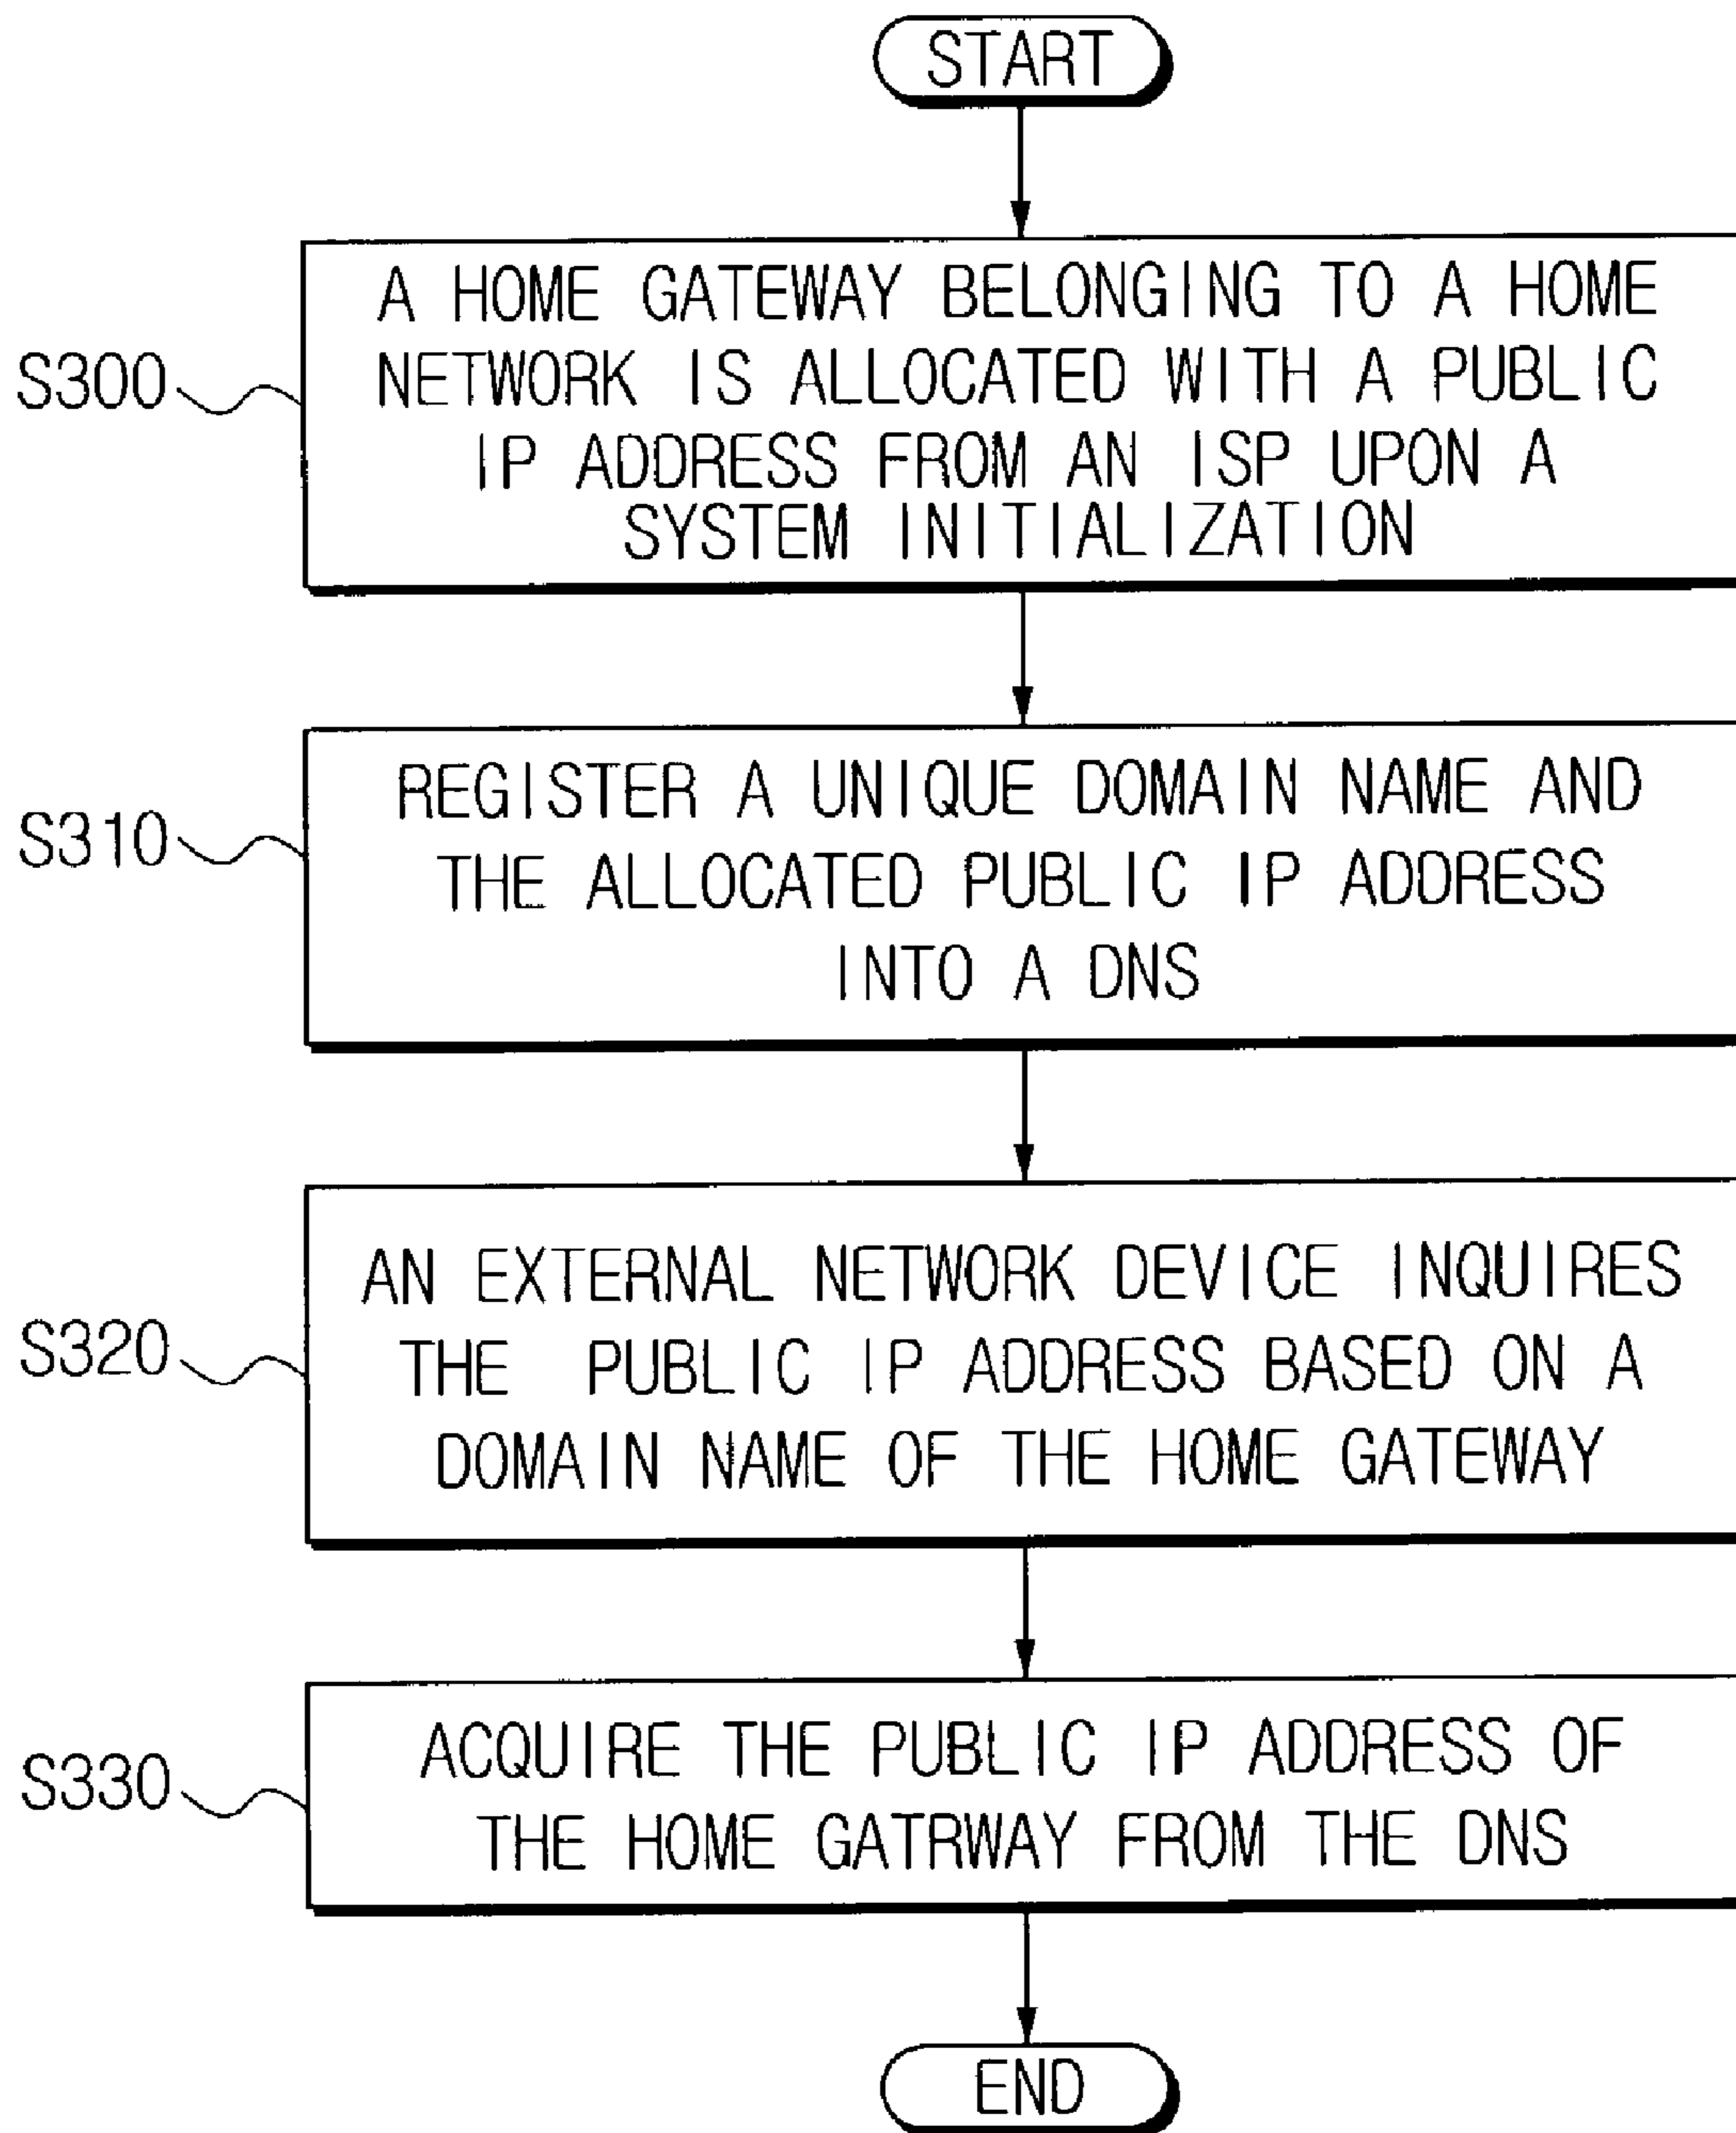 START
S300
A HOME GATEWAY BELONGING TO A HOME
NETWORK IS ALLOCATED WITH A PUBLIC
IP ADDRESS FROM AN ISP UPON A
SYSTEM INITIALIZATION
S310
REGISTER A UNIQUE DOMAIN NAME AND
THE ALLOCATED PUBLIC IP ADDRESS
INTO A DNS
S320
AN EXTERNAL NETWORK DEVICE INQUIRES
THE PUBLIC IP ADDRESS BASED ON A
DOMAIN NAME OF THE HOME GATEWAY
S330
ACQUIRE THE PUBLIC IP ADDRESS OF
THE HOME GATRWAY FROM THE DNS
END